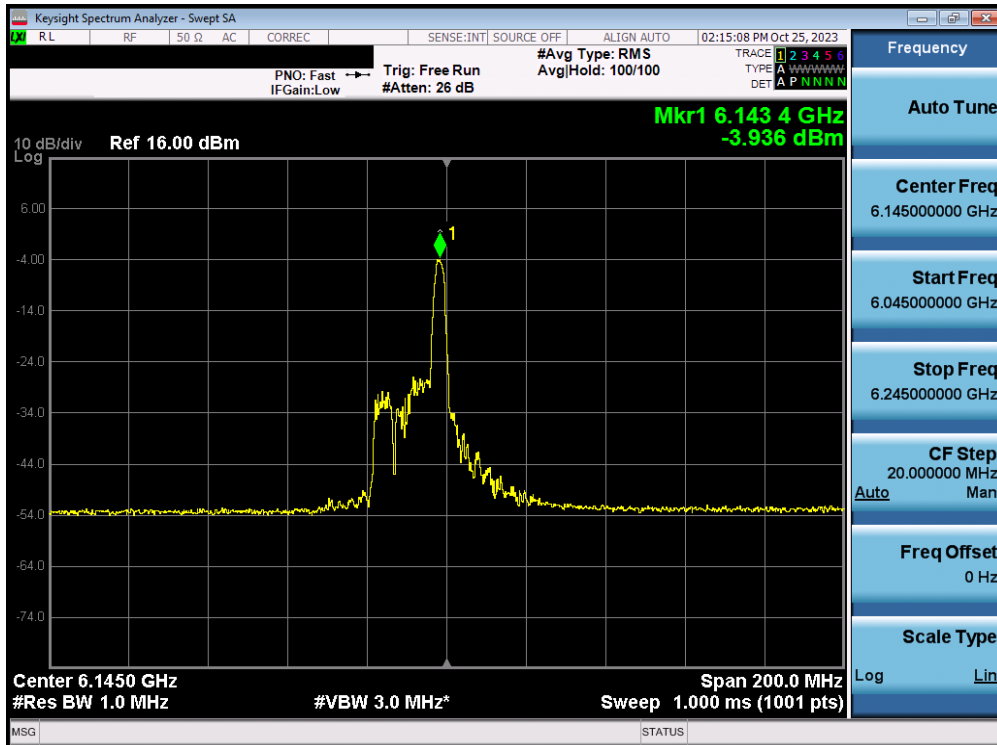 Keysight Spectrum Analyzer - Swept SA
LXI RL RF 50 Ω AC CORREC SENSE:INT SOURCE OFF ALIGN AUTO 02:15:08 PM Oct 25, 2023
PNO: Fast Trig: Free Run #Avg Type: RMS TRACE 1 2 3 4 5 6
IFGain:Low #Atten: 26 dB Avg|Hold: 100/100 TYPE A WWWWW
DET A P N N N N
Mkr1 6.143 4 GHz
-3.936 dBm
10 dB/div Ref 16.00 dBm
Log
6.00
1
-4.00
-14.0
-24.0
-34.0
-44.0
-54.0
-64.0
-74.0
Center 6.1450 GHz Span 200.0 MHz
#Res BW 1.0 MHz #VBW 3.0 MHz* Sweep 1.000 ms (1001 pts)
MSG STATUS
Frequency
Auto Tune
Center Freq
6.145000000 GHz
Start Freq
6.045000000 GHz
Stop Freq
6.245000000 GHz
CF Step
20.000000 MHz
Auto Man
Freq Offset
0 Hz
Scale Type
Log Lin